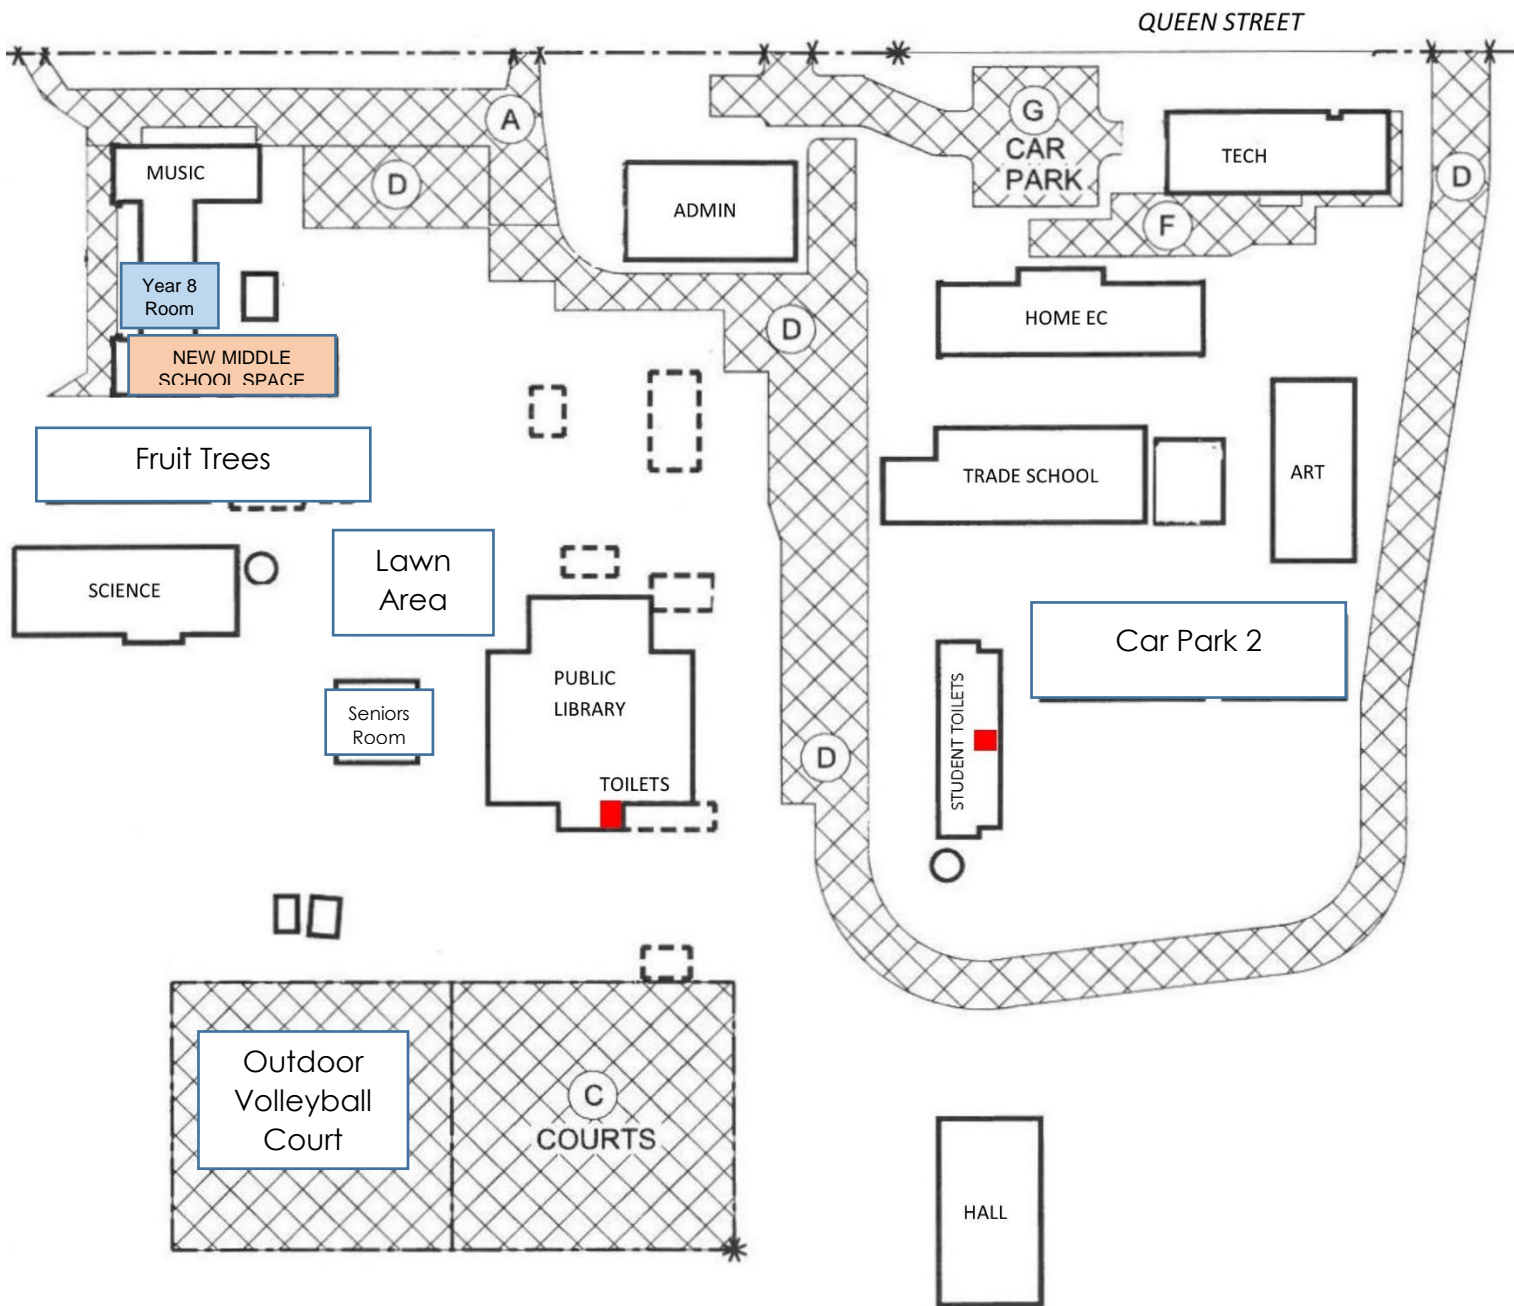 QUEEN STREET
A
G
CAR
PARK
TECH
MUSIC
D
ADMIN
D
F
Year 8
Room
HOME EC
D
NEW MIDDLE
SCHOOL SPACE
Fruit Trees
TRADE SCHOOL
ART
Lawn
Area
SCIENCE
Car Park 2
PUBLIC
LIBRARY
Seniors
Room
STUDENT TOILETS
D
TOILETS
Outdoor
Volleyball
Court
C
COURTS
HALL